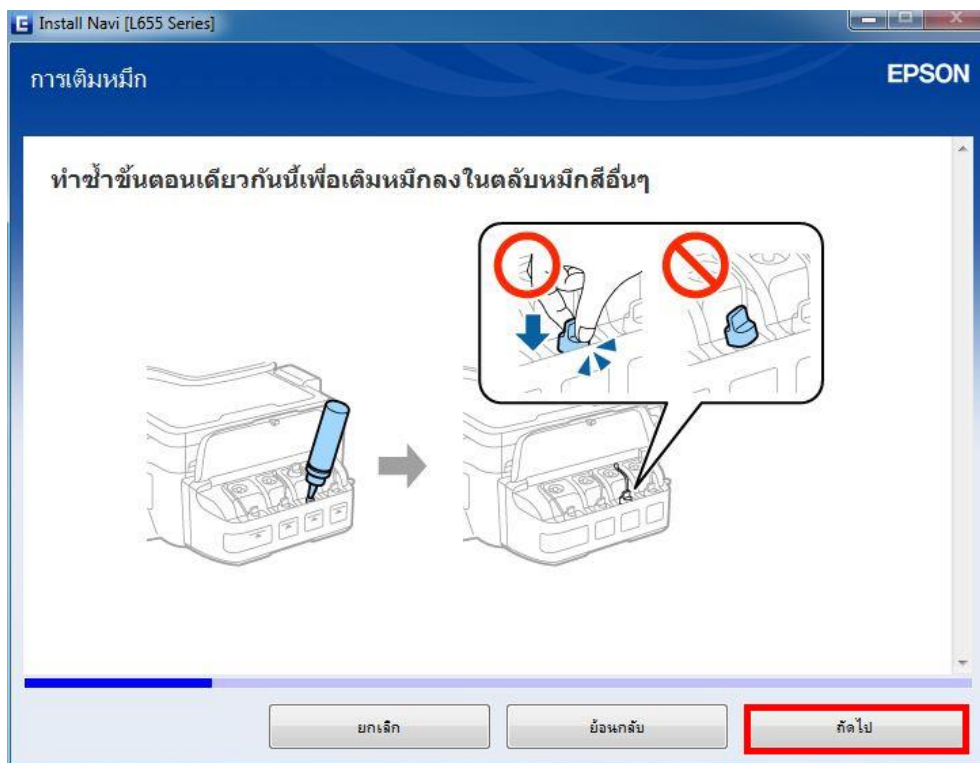 Install Navi [L655 Series]
การเติมหมึก
EPSON
ทำซ้ำขั้นตอนเดียวกันนี้เพื่อเติมหมึกลงในตลับหมึกสีอื่นๆ
ยกเลิก
ย้อนกลับ
ถัดไป